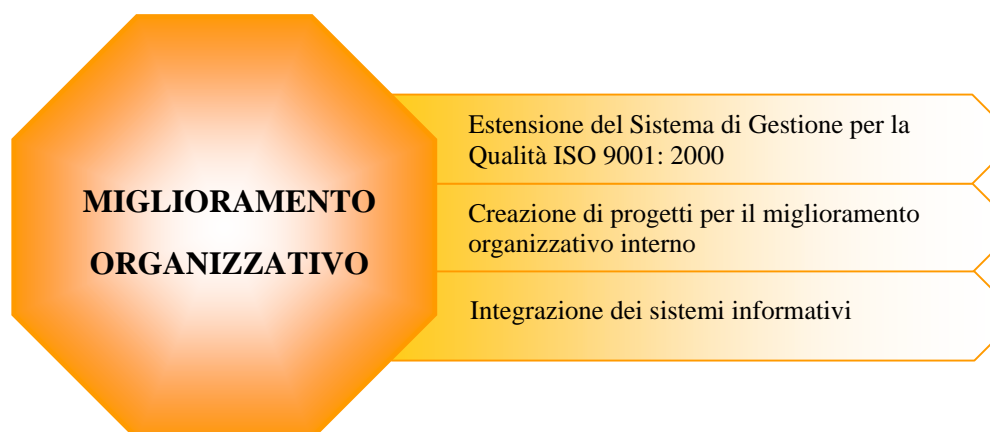 MIGLIORAMENTO
ORGANIZZATIVO
Estensione del Sistema di Gestione per la
Qualità ISO 9001: 2000
Creazione di progetti per il miglioramento
organizzativo interno
Integrazione dei sistemi informativi